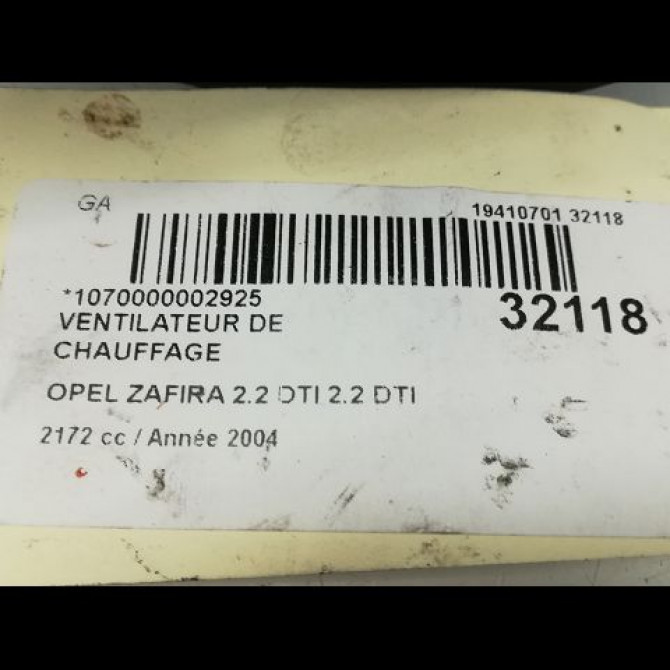 GA
19410701 32118
*1070000002925
32118
VENTILATEUR DE
CHAUFFAGE
OPEL ZAFIRA 2.2 DTI 2.2 DTI
2172 cc / Année 2004